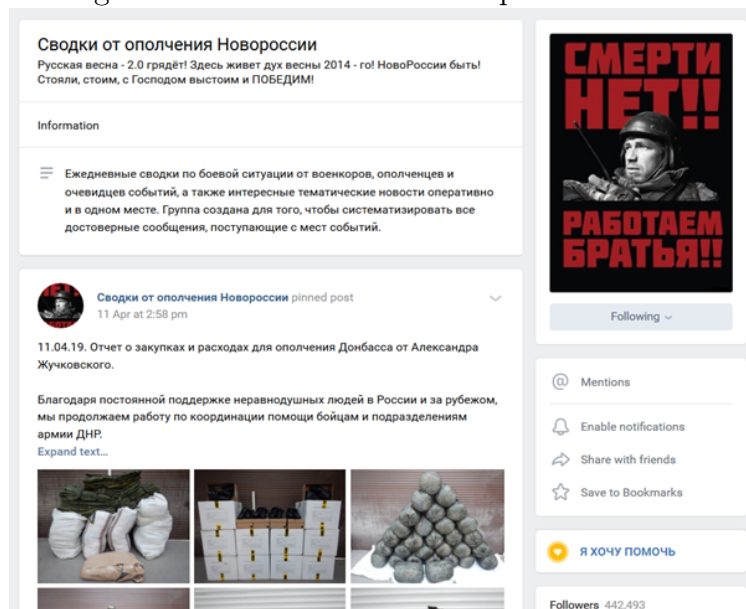 Сводки от ополчения Новороссии
Русская весна - 2.0 грядёт! Здесь живет дух весны 2014 - го! НовоРоссии быть!
Стояли, стоим, с Господом выстоим и ПОБЕДИМ!
Information
Ежедневные сводки по боевой ситуации от военкоров, ополченцев и
очевидцев событий, а также интересные тематические новости оперативно
и в одном месте. Группа создана для того, чтобы систематизировать все
достоверные сообщения, поступающие с мест событий.
Сводки от ополчения Новороссии pinned post
11 Apr at 2:58 pm
11.04.19. Отчет о закупках и расходах для ополчения Донбасса от Александра
Жучковского.
Благодаря постоянной поддержке неравнодушных людей в России и за рубежом,
мы продолжаем работу по координации помощи бойцам и подразделениям
армии ДНР.
Expand text...
СМЕРТИ
НЕТ!!
РАБОТАЕМ
БРАТЬЯ!!
Following
Mentions
Enable notifications
Share with friends
Save to Bookmarks
Я ХОЧУ ПОМОЧЬ
Followers 442,493